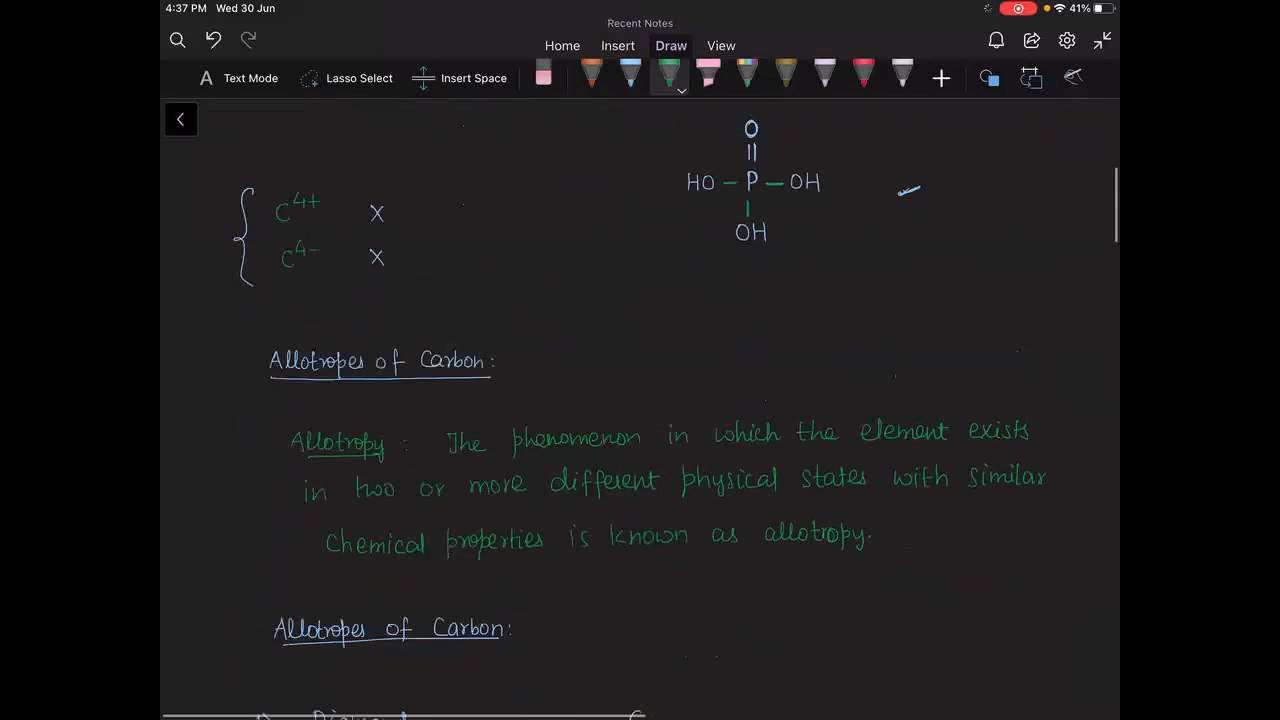 4:37 PM Wed 30 Jun
41%
Recent Notes
Home Insert Draw View
Text Mode Lasso Select Insert Space
O
HO – P – OH
OH
C⁴⁺ X
C⁴⁻ X
Allotropes of Carbon:
Allotropy : The phenomenon in which the element exists
in two or more different physical states with similar
Chemical properties is known as allotropy.
Allotropes of Carbon: